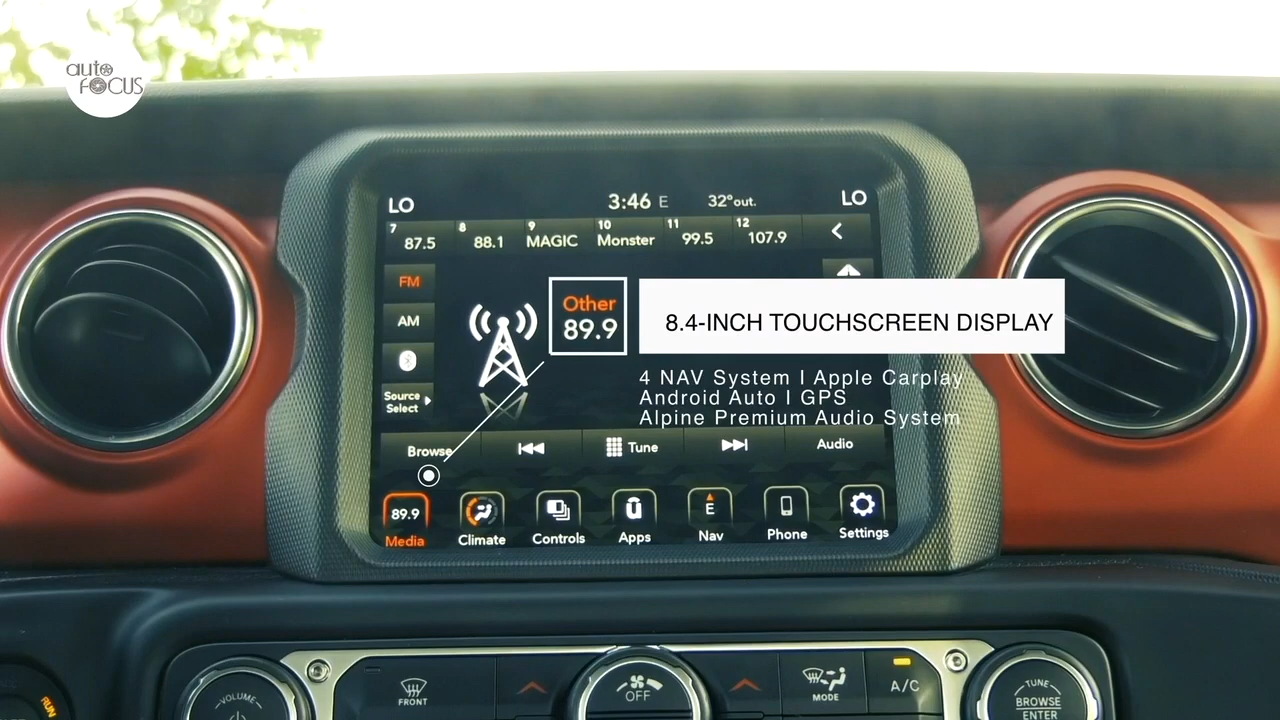 auto
FOCUS
LO
3:46 E
32°out.
LO
7 87.5
8 88.1
9 MAGIC
10 Monster
11 99.5
12 107.9
FM
AM
Source
Select
Other
89.9
8.4-INCH TOUCHSCREEN DISPLAY
4 NAV System I Apple Carplay
Android Auto I GPS
Alpine Premium Audio System
Browse
Tune
Audio
89.9
E
Media
Climate
Controls
Apps
Nav
Phone
Settings
RUN
VOLUME
FRONT
OFF
MODE
A/C
TUNE
BROWSE
ENTER